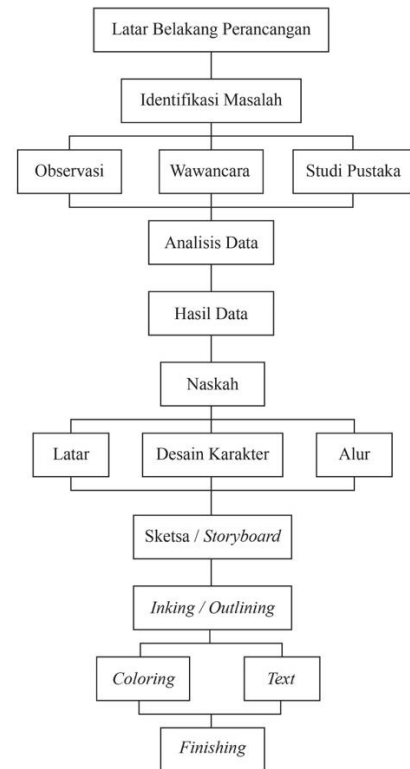 Latar Belakang Perancangan
Identifikasi Masalah
Observasi
Wawancara
Studi Pustaka
Analisis Data
Hasil Data
Naskah
Latar
Desain Karakter
Alur
Sketsa / Storyboard
Inking / Outlining
Coloring
Text
Finishing